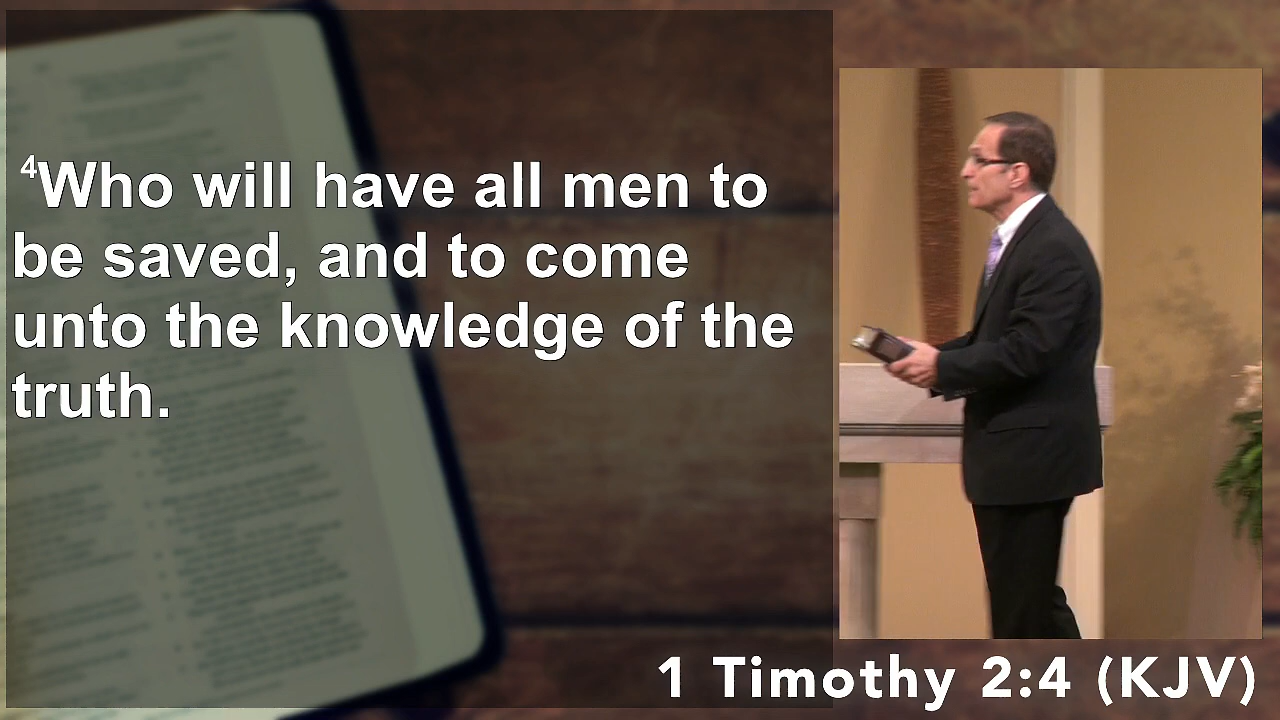 ⁴Who will have all men to
be saved, and to come
unto the knowledge of the
truth.
1 Timothy 2:4 (KJV)